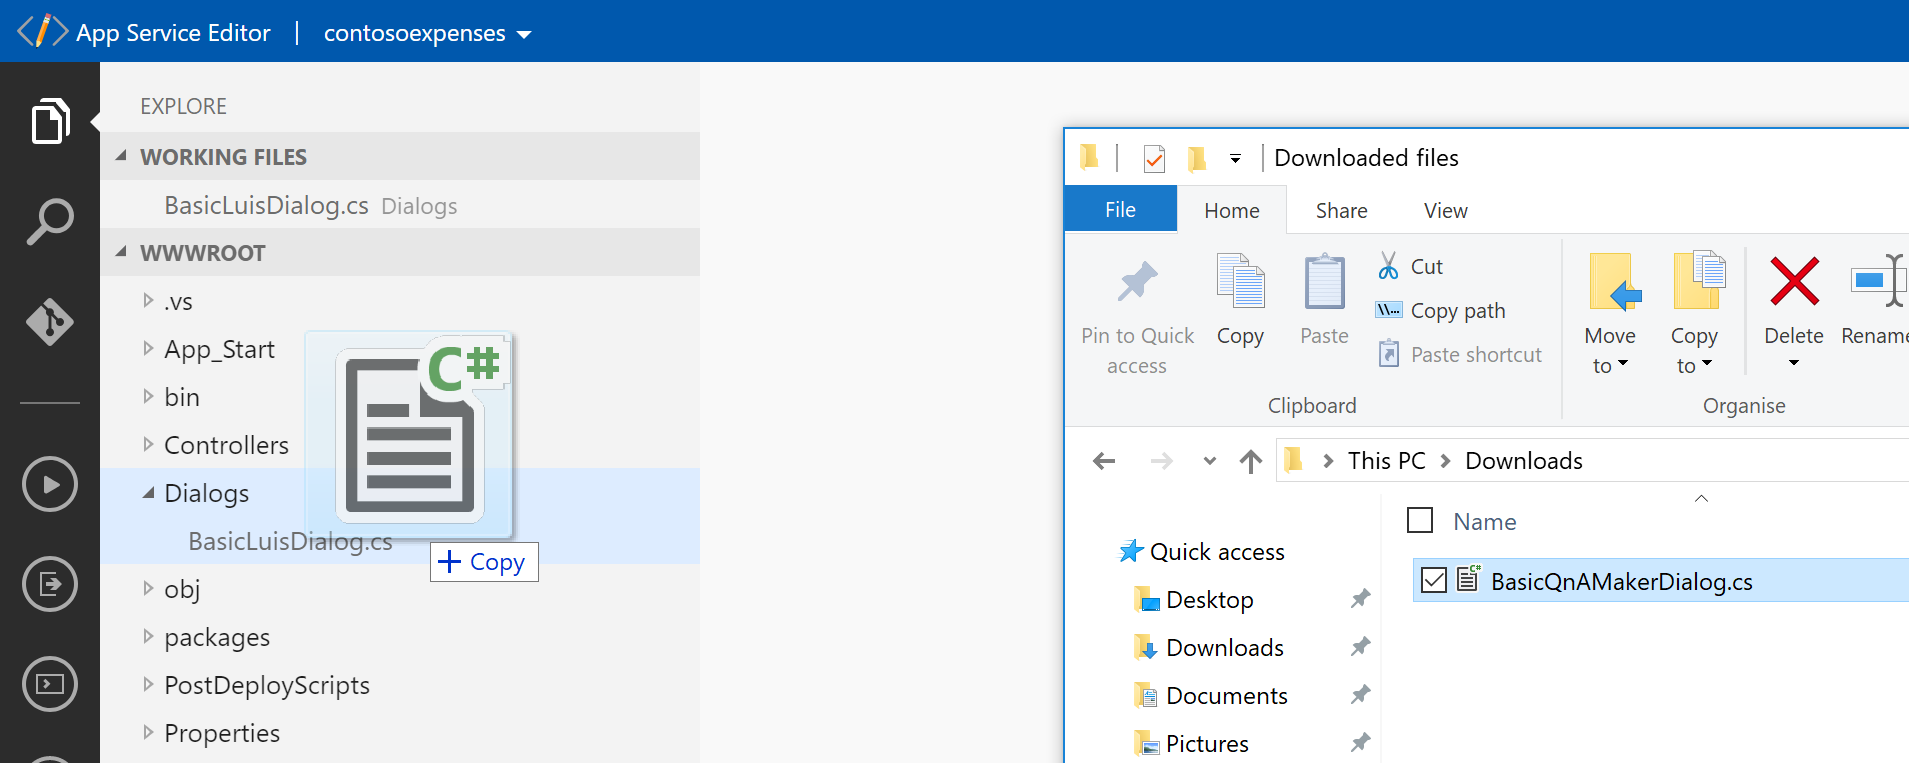 App Service Editor | contosoexpenses
EXPLORE
WORKING FILES
BasicLuisDialog.cs Dialogs
WWWROOT
.vs
App_Start
bin
Controllers
Dialogs
BasicLuisDialog.cs
obj
packages
PostDeployScripts
Properties
C#
+ Copy
Downloaded files
File Home Share View
Pin to Quick access
Copy
Paste
Cut
Copy path
Paste shortcut
Clipboard
Move to
Copy to
Delete
Rename
Organise
This PC > Downloads
Quick access
Desktop
Downloads
Documents
Pictures
Name
BasicQnAMakerDialog.cs